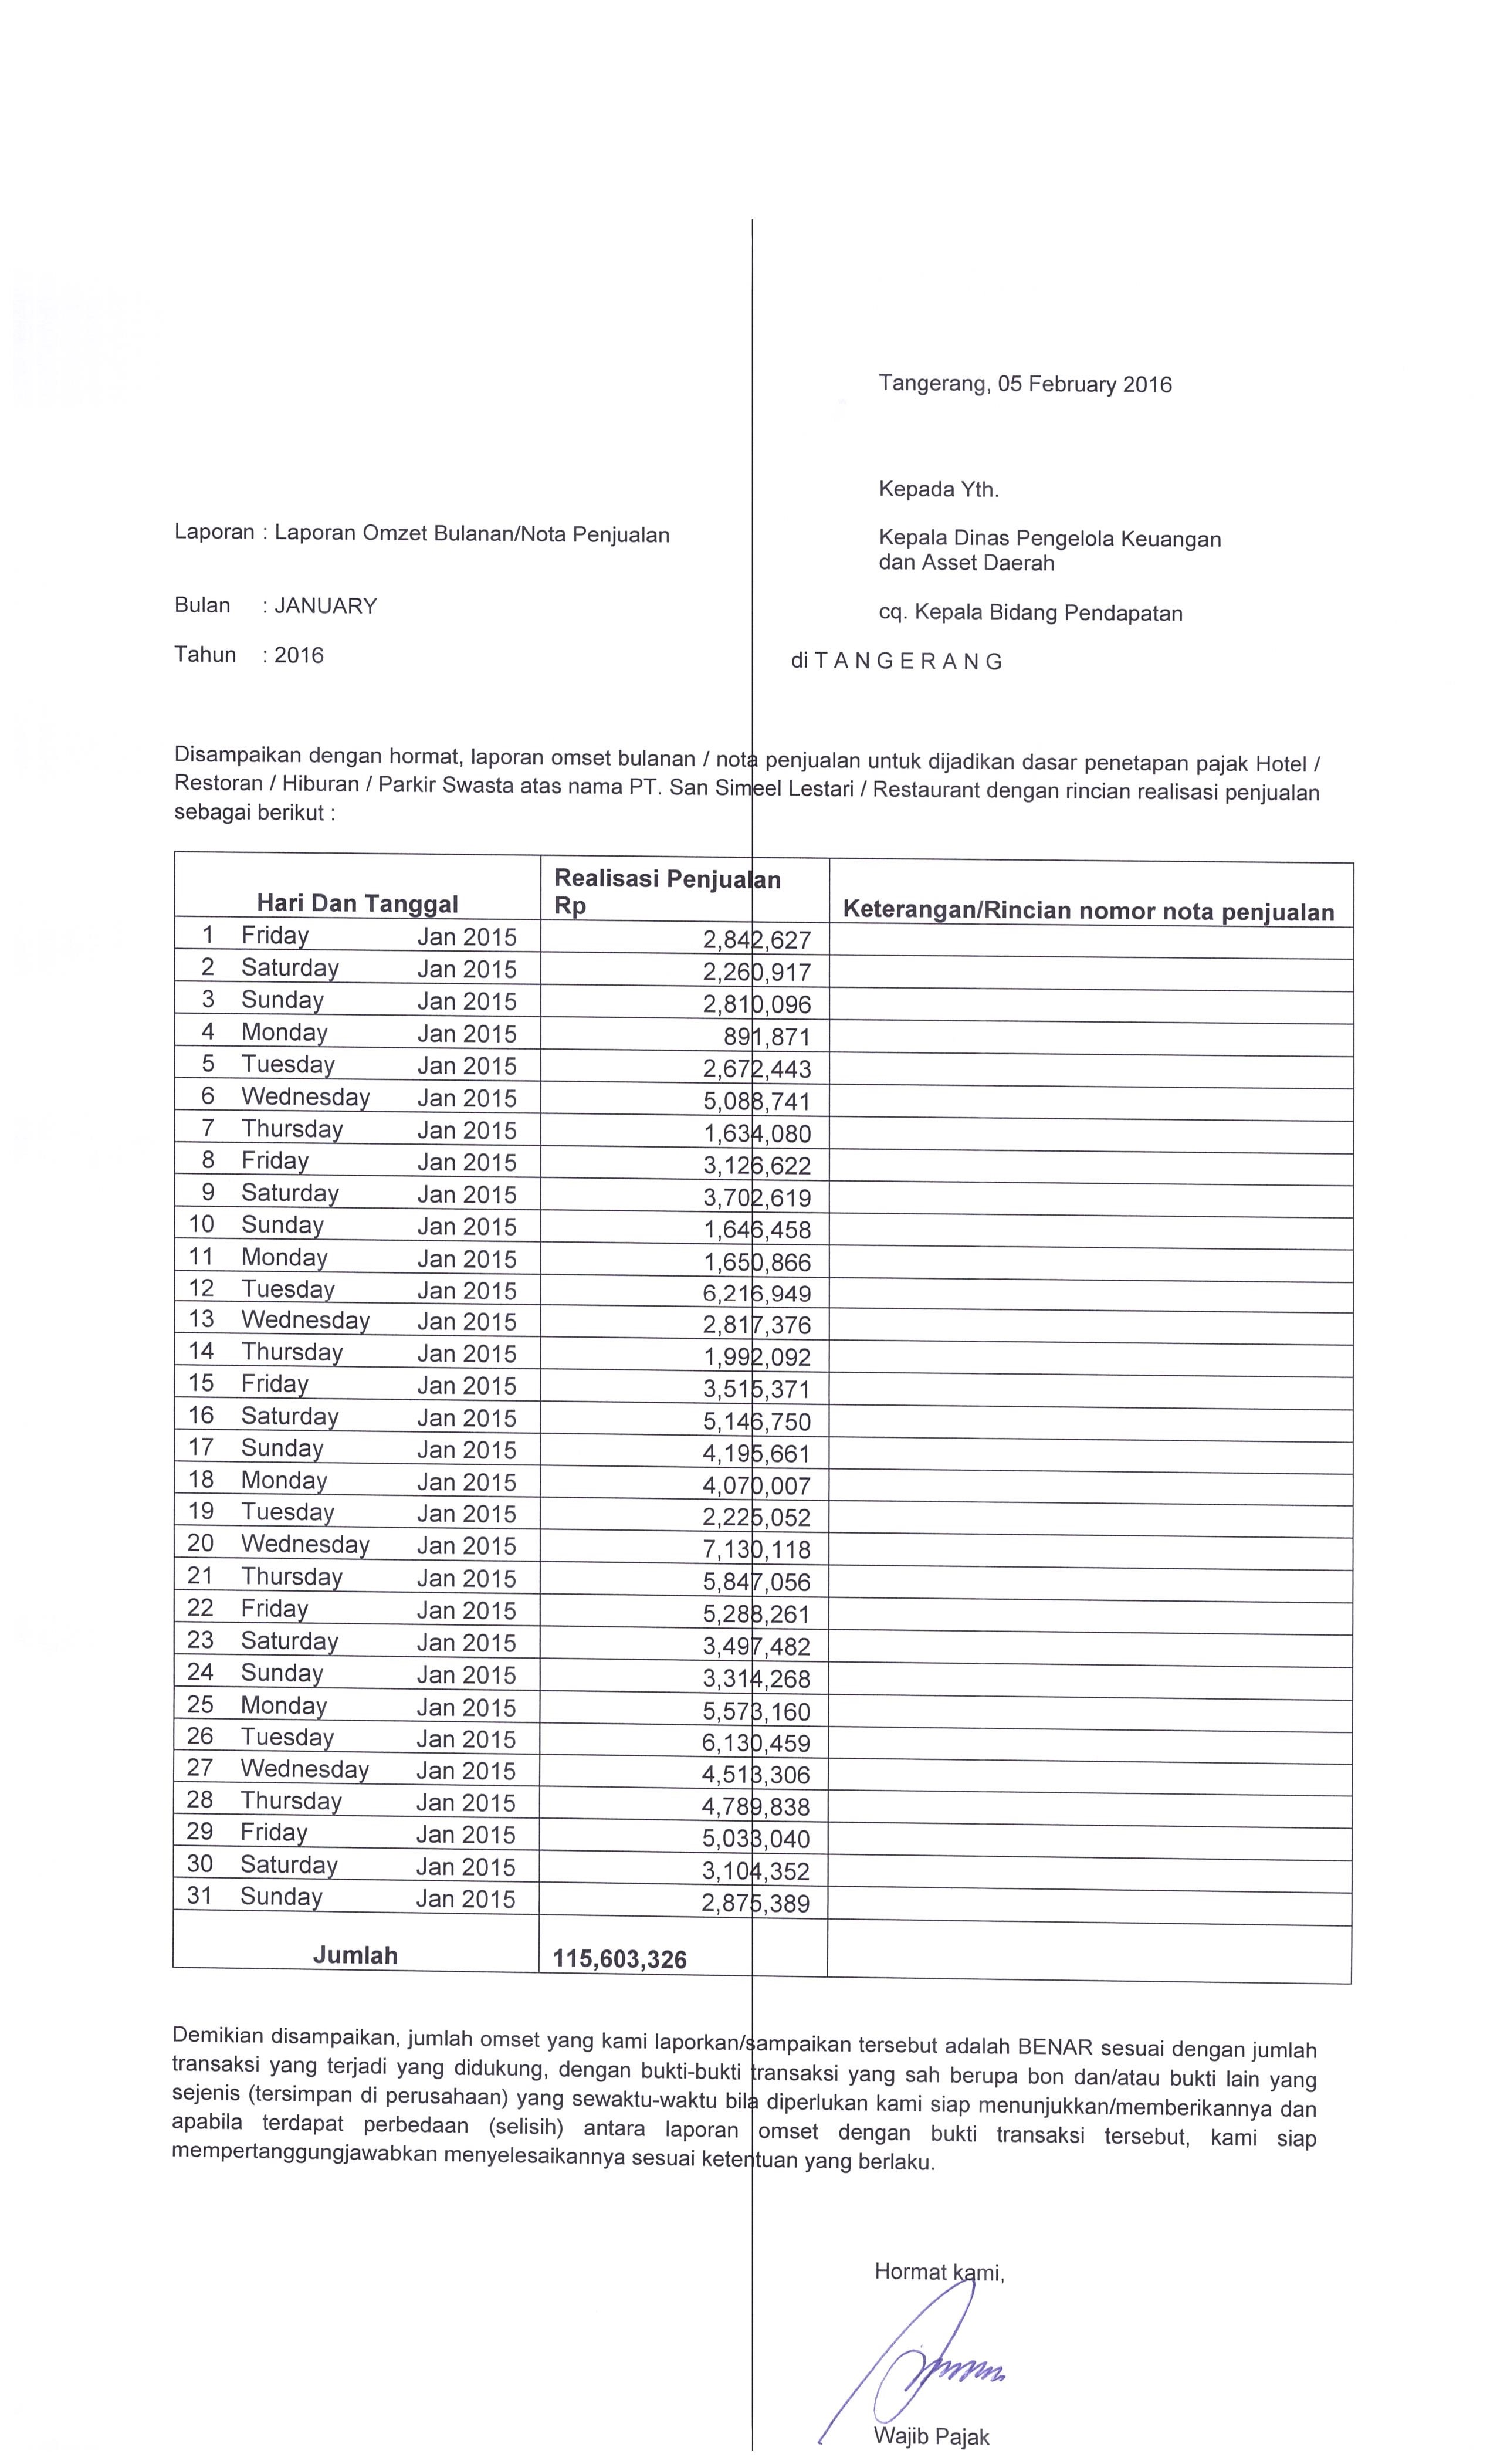 Tangerang, 05 February 2016
Kepada Yth.
Laporan : Laporan Omzet Bulanan/Nota Penjualan
Kepala Dinas Pengelola Keuangan
dan Asset Daerah
Bulan : JANUARY
cq. Kepala Bidang Pendapatan
Tahun : 2016
di T A N G E R A N G
Disampaikan dengan hormat, laporan omset bulanan / nota penjualan untuk dijadikan dasar penetapan pajak Hotel /
Restoran / Hiburan / Parkir Swasta atas nama PT. San Simeel Lestari / Restaurant dengan rincian realisasi penjualan
sebagai berikut :
Hari Dan Tanggal Realisasi Penjualan Rp Keterangan/Rincian nomor nota penjualan
1 Friday Jan 2015 2,842,627
2 Saturday Jan 2015 2,260,917
3 Sunday Jan 2015 2,810,096
4 Monday Jan 2015 891,871
5 Tuesday Jan 2015 2,672,443
6 Wednesday Jan 2015 5,088,741
7 Thursday Jan 2015 1,634,080
8 Friday Jan 2015 3,126,622
9 Saturday Jan 2015 3,702,619
10 Sunday Jan 2015 1,646,458
11 Monday Jan 2015 1,650,866
12 Tuesday Jan 2015 6,216,949
13 Wednesday Jan 2015 2,817,376
14 Thursday Jan 2015 1,992,092
15 Friday Jan 2015 3,515,371
16 Saturday Jan 2015 5,146,750
17 Sunday Jan 2015 4,195,661
18 Monday Jan 2015 4,070,007
19 Tuesday Jan 2015 2,225,052
20 Wednesday Jan 2015 7,130,118
21 Thursday Jan 2015 5,847,056
22 Friday Jan 2015 5,288,261
23 Saturday Jan 2015 3,497,482
24 Sunday Jan 2015 3,314,268
25 Monday Jan 2015 5,573,160
26 Tuesday Jan 2015 6,130,459
27 Wednesday Jan 2015 4,513,306
28 Thursday Jan 2015 4,789,838
29 Friday Jan 2015 5,033,040
30 Saturday Jan 2015 3,104,352
31 Sunday Jan 2015 2,875,389
Jumlah 115,603,326
Demikian disampaikan, jumlah omset yang kami laporkan/sampaikan tersebut adalah BENAR sesuai dengan jumlah
transaksi yang terjadi yang didukung, dengan bukti-bukti transaksi yang sah berupa bon dan/atau bukti lain yang
sejenis (tersimpan di perusahaan) yang sewaktu-waktu bila diperlukan kami siap menunjukkan/memberikannya dan
apabila terdapat perbedaan (selisih) antara laporan omset dengan bukti transaksi tersebut, kami siap
mempertanggungjawabkan menyelesaikannya sesuai ketentuan yang berlaku.
Hormat kami,
Wajib Pajak